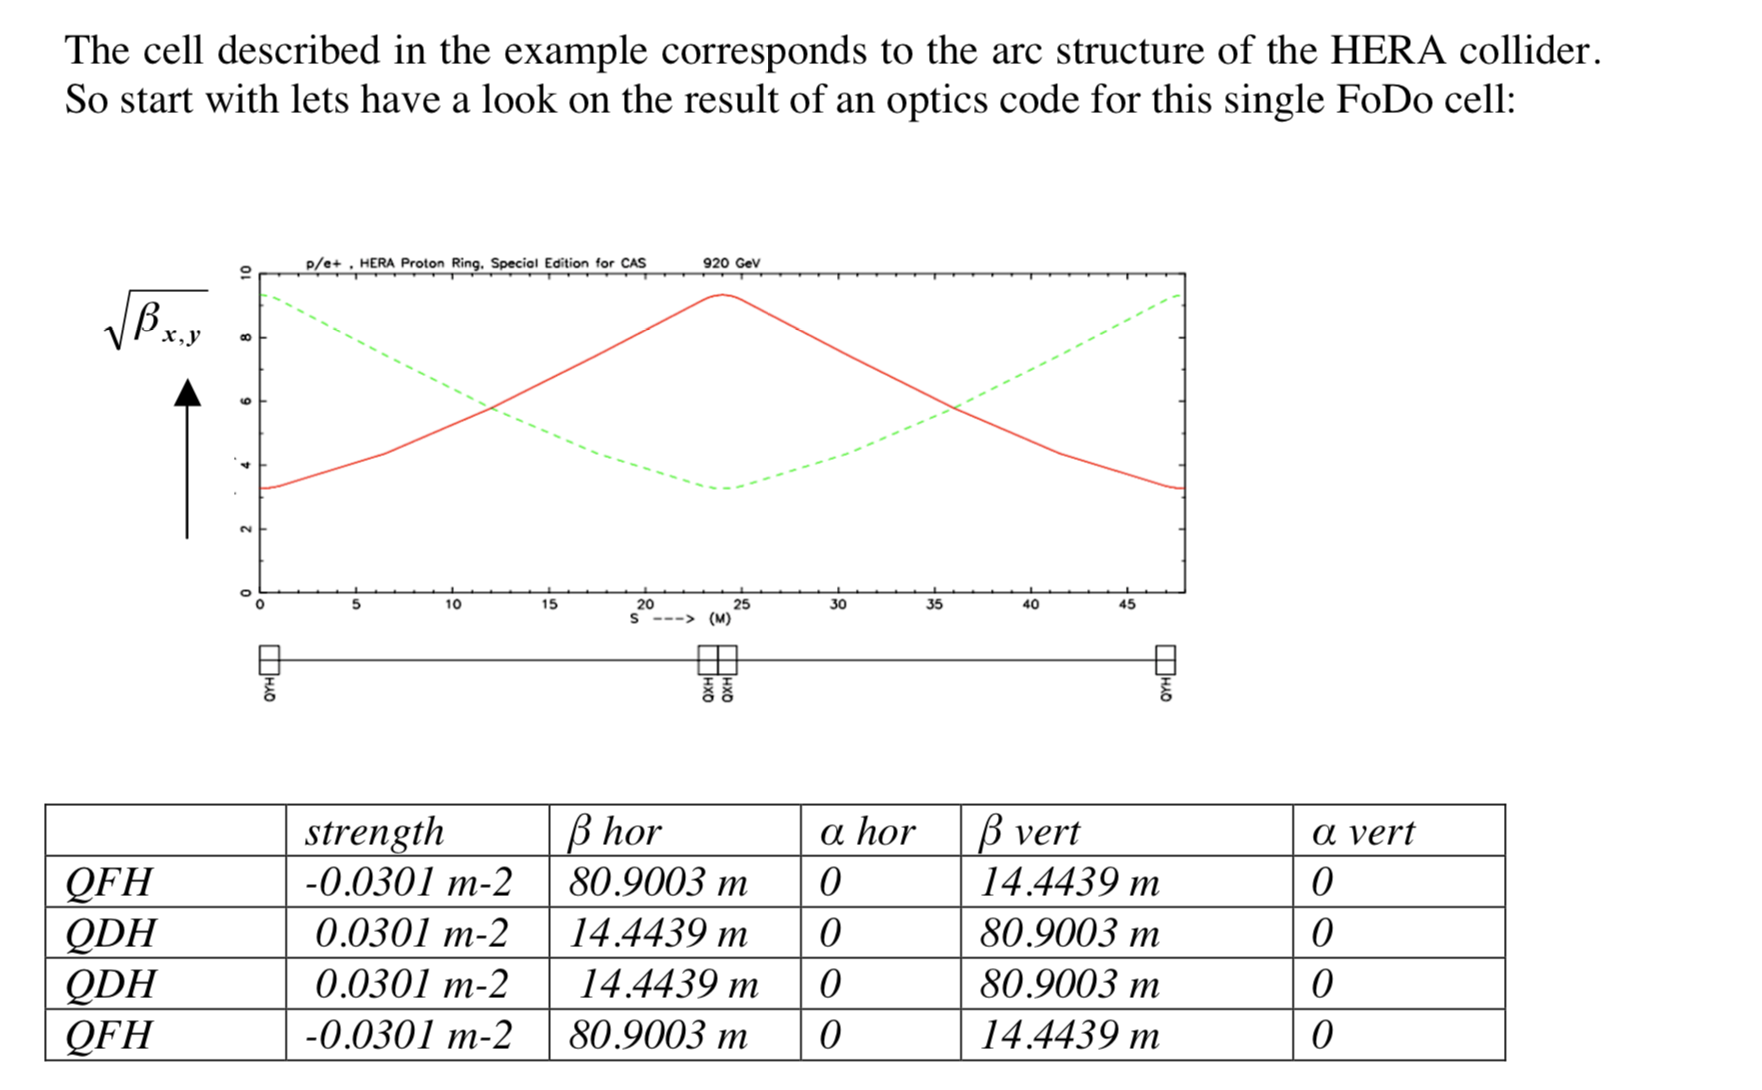 The cell described in the example corresponds to the arc structure of the HERA collider.
So start with lets have a look on the result of an optics code for this single FoDo cell:
p/e+ , HERA Proton Ring, Special Edition for CAS 920 GeV
√βx,y
10
8
6
4
2
0
0 5 10 15 20 25 30 35 40 45
S ---> (M)
QYH QXH QXH QYH
strength β hor α hor β vert α vert
QFH -0.0301 m-2 80.9003 m 0 14.4439 m 0
QDH 0.0301 m-2 14.4439 m 0 80.9003 m 0
QDH 0.0301 m-2 14.4439 m 0 80.9003 m 0
QFH -0.0301 m-2 80.9003 m 0 14.4439 m 0